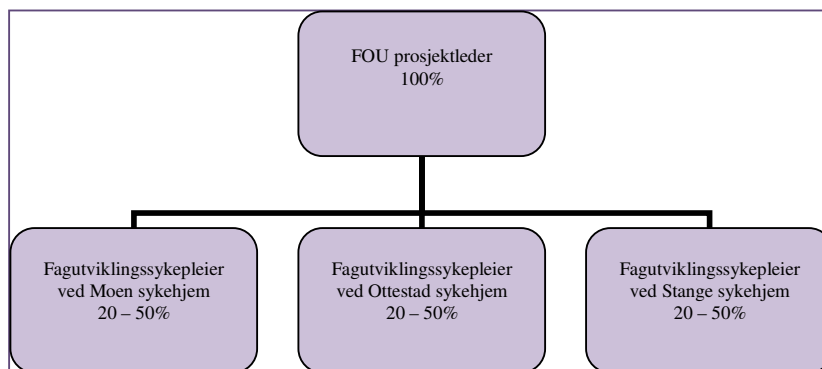 FOU prosjektleder
100%
Fagutviklingssykepleier
ved Moen sykehjem
20 – 50%
Fagutviklingssykepleier
ved Ottestad sykehjem
20 – 50%
Fagutviklingssykepleier
ved Stange sykehjem
20 – 50%